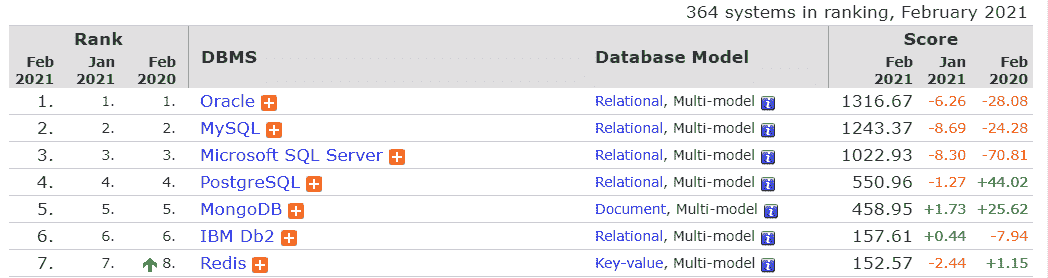 364 systems in ranking, February 2021
Rank DBMS Database Model Score
Feb 2021 Jan 2021 Feb 2020 Feb 2021 Jan 2021 Feb 2020
1. 1. 1. Oracle Relational, Multi-model 1316.67 -6.26 -28.08
2. 2. 2. MySQL Relational, Multi-model 1243.37 -8.69 -24.28
3. 3. 3. Microsoft SQL Server Relational, Multi-model 1022.93 -8.30 -70.81
4. 4. 4. PostgreSQL Relational, Multi-model 550.96 -1.27 +44.02
5. 5. 5. MongoDB Document, Multi-model 458.95 +1.73 +25.62
6. 6. 6. IBM Db2 Relational, Multi-model 157.61 +0.44 -7.94
7. 7. 8. Redis Key-value, Multi-model 152.57 -2.44 +1.15